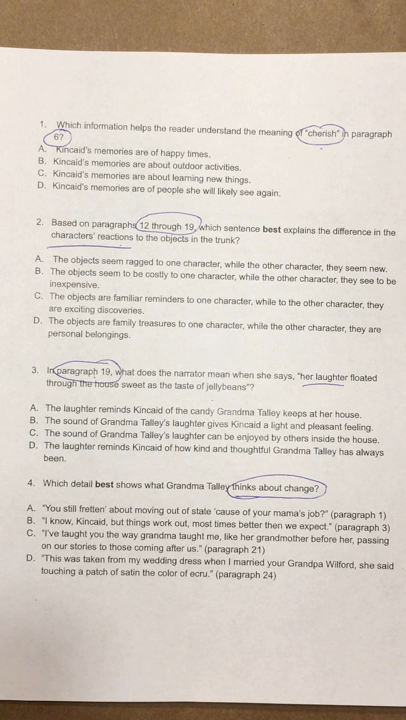 1. Which information helps the reader understand the meaning of "cherish" in paragraph
6?
A. Kincaid's memories are of happy times.
B. Kincaid's memories are about outdoor activities.
C. Kincaid's memories are about learning new things.
D. Kincaid's memories are of people she will likely see again.
2. Based on paragraphs 12 through 19, which sentence best explains the difference in the
characters' reactions to the objects in the trunk?
A. The objects seem ragged to one character, while the other character, they seem new.
B. The objects seem to be costly to one character, while the other character, they see to be
inexpensive.
C. The objects are familiar reminders to one character, while to the other character, they
are exciting discoveries.
D. The objects are family treasures to one character, while the other character, they are
personal belongings.
3. In paragraph 19, what does the narrator mean when she says, "her laughter floated
through the house sweet as the taste of jellybeans"?
A. The laughter reminds Kincaid of the candy Grandma Talley keeps at her house.
B. The sound of Grandma Talley's laughter gives Kincaid a light and pleasant feeling.
C. The sound of Grandma Talley's laughter can be enjoyed by others inside the house.
D. The laughter reminds Kincaid of how kind and thoughtful Grandma Talley has always
been.
4. Which detail best shows what Grandma Talley thinks about change?
A. "You still fretten' about moving out of state 'cause of your mama's job?" (paragraph 1)
B. "I know, Kincaid, but things work out, most times better then we expect." (paragraph 3)
C. "I've taught you the way grandma taught me, like her grandmother before her, passing
on our stories to those coming after us." (paragraph 21)
D. "This was taken from my wedding dress when I married your Grandpa Wilford, she said
touching a patch of satin the color of ecru." (paragraph 24)